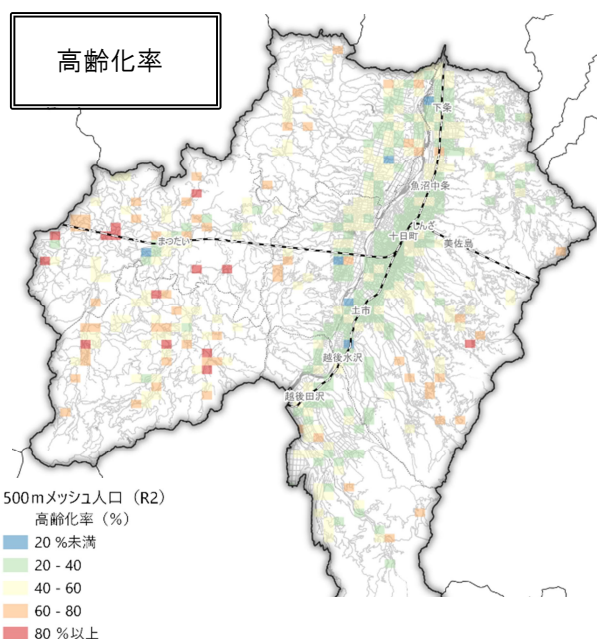 高齢化率
下条
魚沼中条
しんざ
十日町
美佐島
まつだい
土市
越後水沢
越後田沢
500mメッシュ人口（R2）
高齢化率（%）
20 %未満
20 - 40
40 - 60
60 - 80
80 %以上